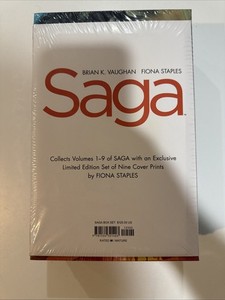 BRIAN K. VAUGHAN FIONA STAPLES
Saga
Collects Volumes 1–9 of SAGA with an Exclusive
Limited Edition Set of Nine Cover Prints
by FIONA STAPLES